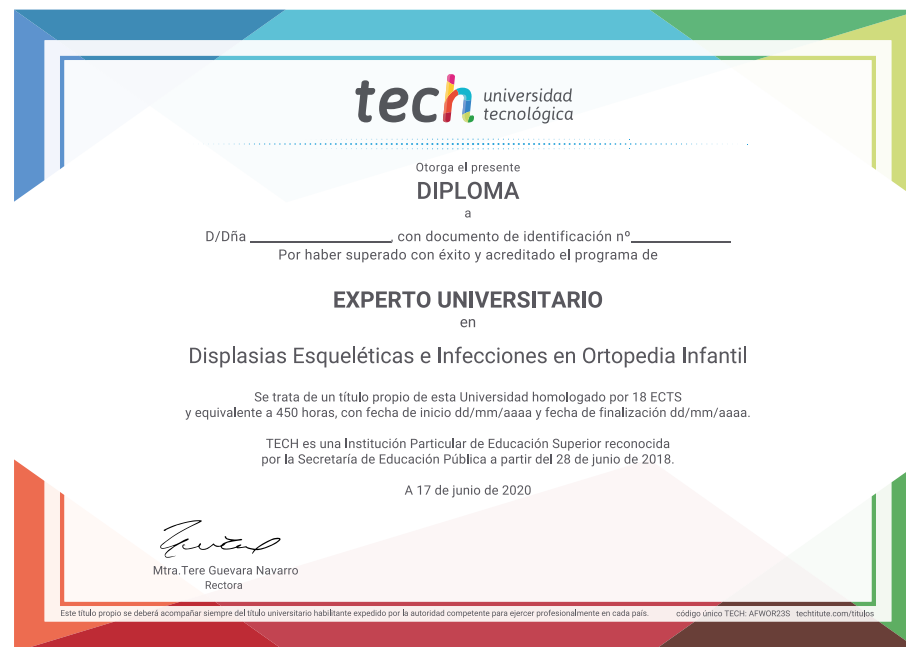 tech universidad
tecnológica
Otorga el presente
DIPLOMA
a
D/Dña ___________________, con documento de identificación nº_____________
Por haber superado con éxito y acreditado el programa de
EXPERTO UNIVERSITARIO
en
Displasias Esqueléticas e Infecciones en Ortopedia Infantil
Se trata de un título propio de esta Universidad homologado por 18 ECTS
y equivalente a 450 horas, con fecha de inicio dd/mm/aaaa y fecha de finalización dd/mm/aaaa.
TECH es una Institución Particular de Educación Superior reconocida
por la Secretaría de Educación Pública a partir del 28 de junio de 2018.
A 17 de junio de 2020
Mtra.Tere Guevara Navarro
Rectora
Este título propio se deberá acompañar siempre del título universitario habilitante expedido por la autoridad competente para ejercer profesionalmente en cada país. código único TECH: AFWOR23S techtitute.com/titulos